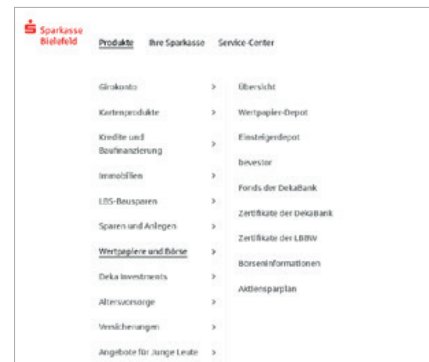 Sparkasse
Bielefeld
Produkte Ihre Sparkasse Service-Center
Girokonto
Kartenprodukte
Kredite und
Baufinanzierung
Immobilien
LBS-Bausparen
Sparen und Anlegen
Wertpapiere und Börse
Deka Investments
Altersvorsorge
Versicherungen
Angebote für Junge Leute
Übersicht
Wertpapier-Depot
Einsteigerdepot
bevestor
Fonds der DekaBank
Zertifikate der DekaBank
Zertifikate der LBBW
Börseninformationen
Aktiensparplan